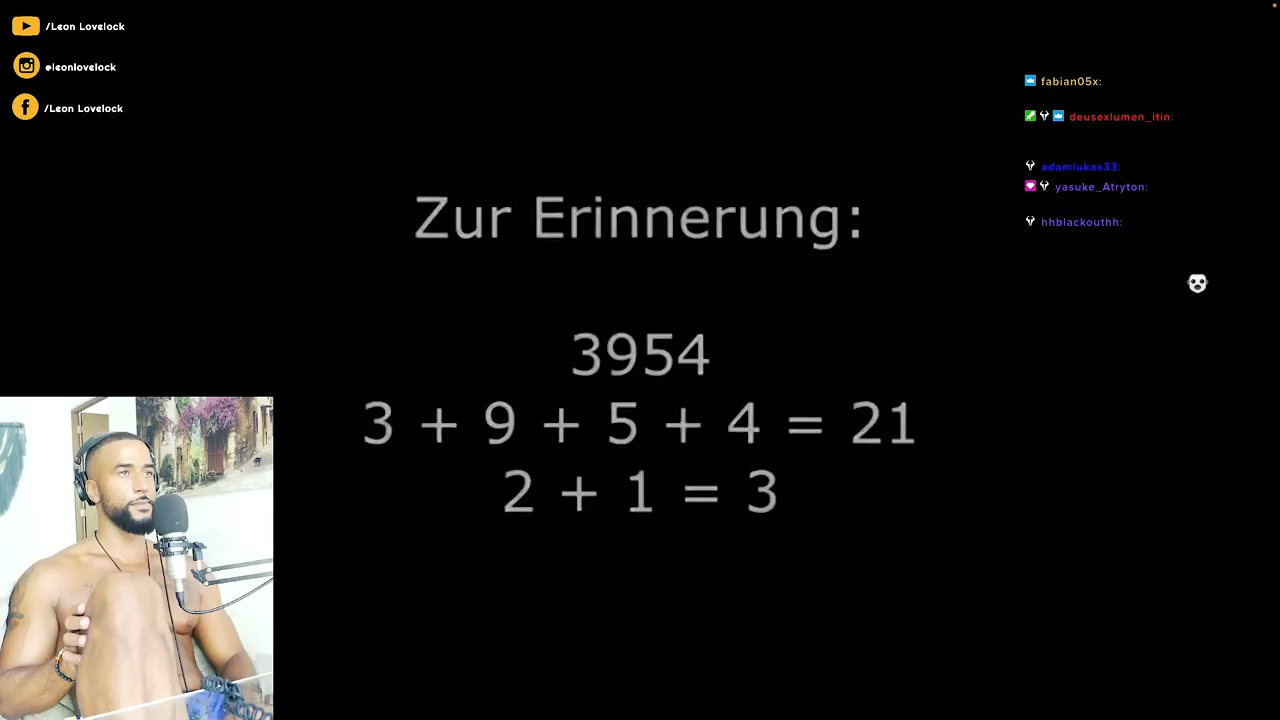 /Leon Lovelock
@leonlovelock
/Leon Lovelock
fabian05x:
deusexlumen_itin:
adamlukas33:
yasuke_Atryton:
hhblackouthh:
Zur Erinnerung:
3954
3 + 9 + 5 + 4 = 21
2 + 1 = 3